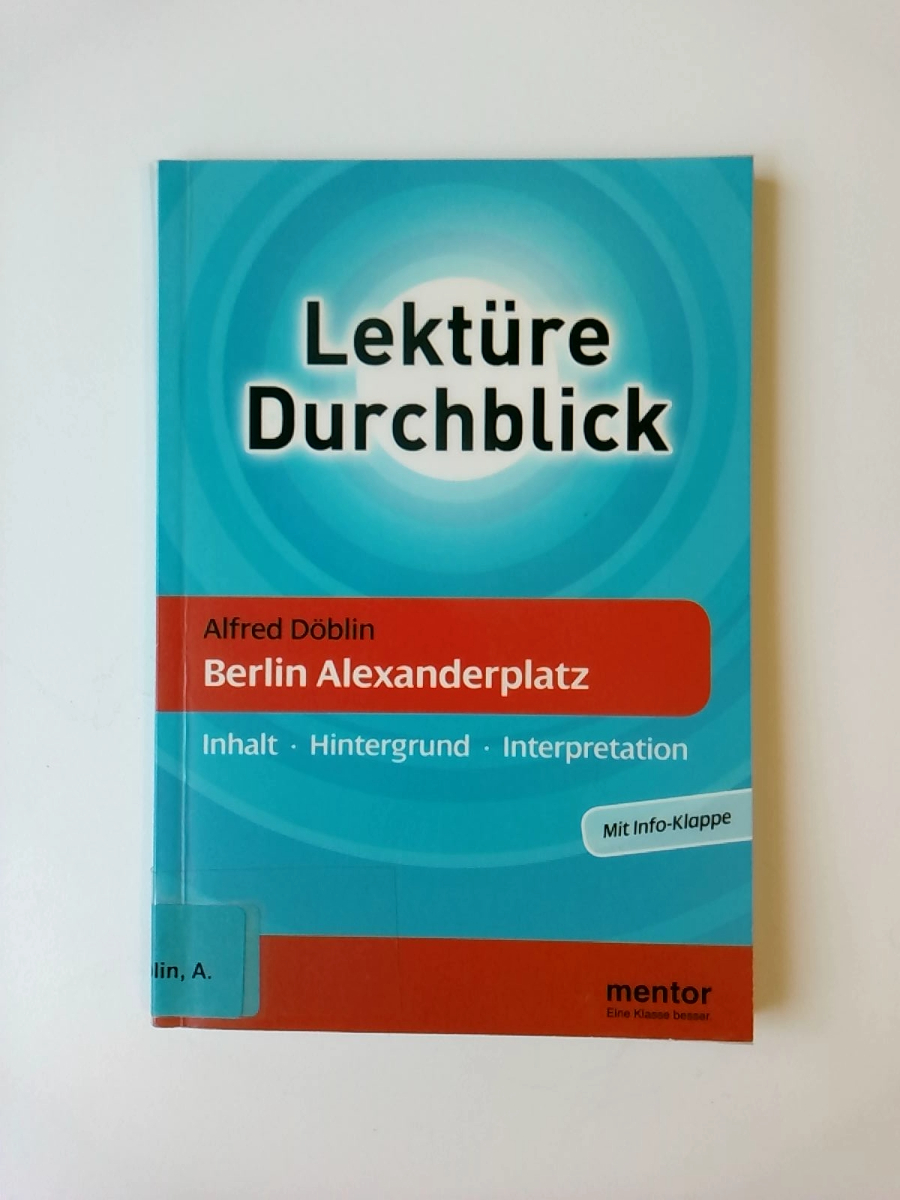 Lektüre
Durchblick
Alfred Döblin
Berlin Alexanderplatz
Inhalt · Hintergrund · Interpretation
Mit Info-Klappe
lin, A.
mentor
Eine Klasse besser